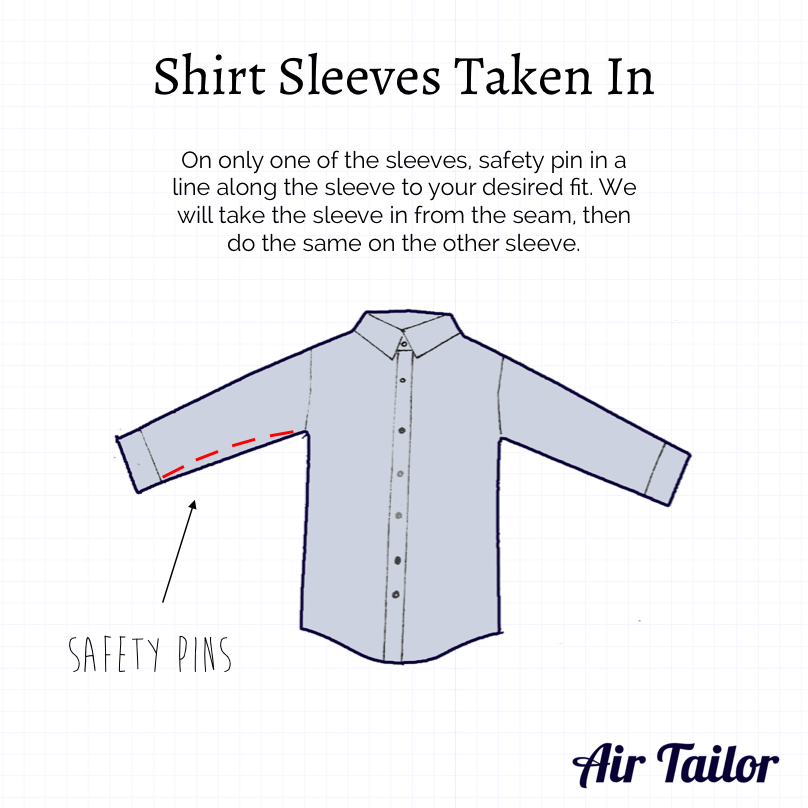 Shirt Sleeves Taken In
On only one of the sleeves, safety pin in a
line along the sleeve to your desired fit. We
will take the sleeve in from the seam, then
do the same on the other sleeve.
SAFETY PINS
Air Tailor